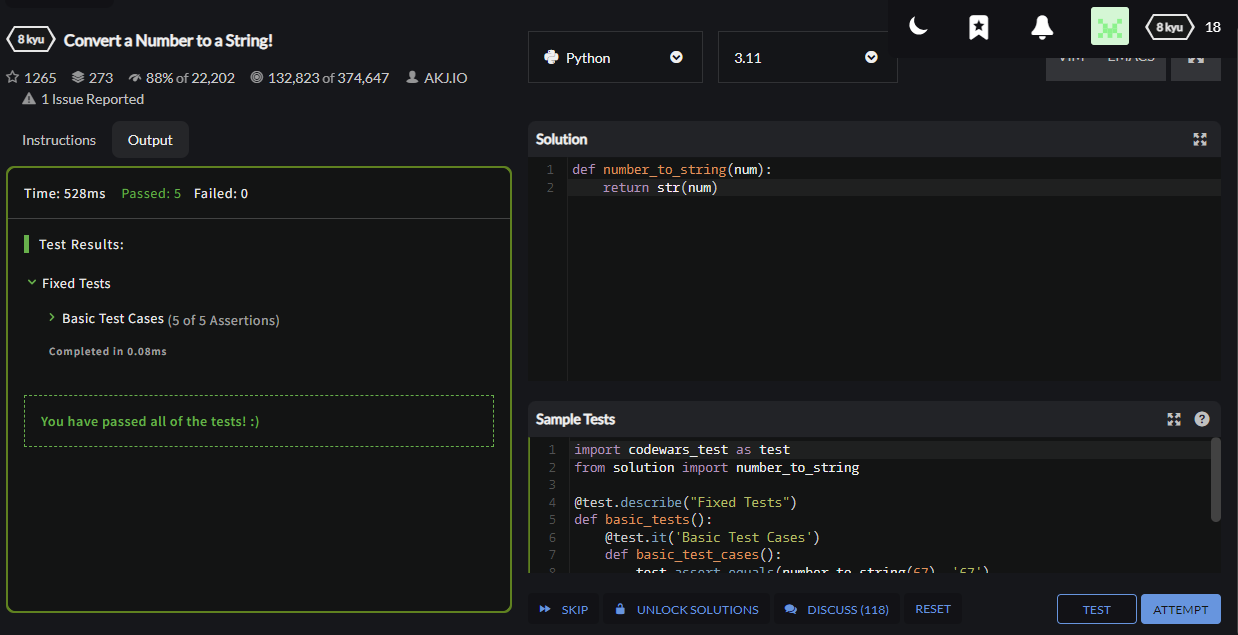 8 kyu Convert a Number to a String!
8 kyu 18
1265 273 88% of 22,202 132,823 of 374,647 AKJ.IO
1 Issue Reported
Python
3.11
VIM EMACS
Instructions Output
Time: 528ms Passed: 5 Failed: 0
Test Results:
Fixed Tests
Basic Test Cases (5 of 5 Assertions)
Completed in 0.08ms
You have passed all of the tests! :)
Solution
1 def number_to_string(num):
2     return str(num)
Sample Tests
?
1 import codewars_test as test
2 from solution import number_to_string
3
4 @test.describe("Fixed Tests")
5 def basic_tests():
6     @test.it('Basic Test Cases')
7     def basic_test_cases():
8         test.assert_equals(number_to_string(67), '67')
SKIP UNLOCK SOLUTIONS DISCUSS (118) RESET TEST ATTEMPT